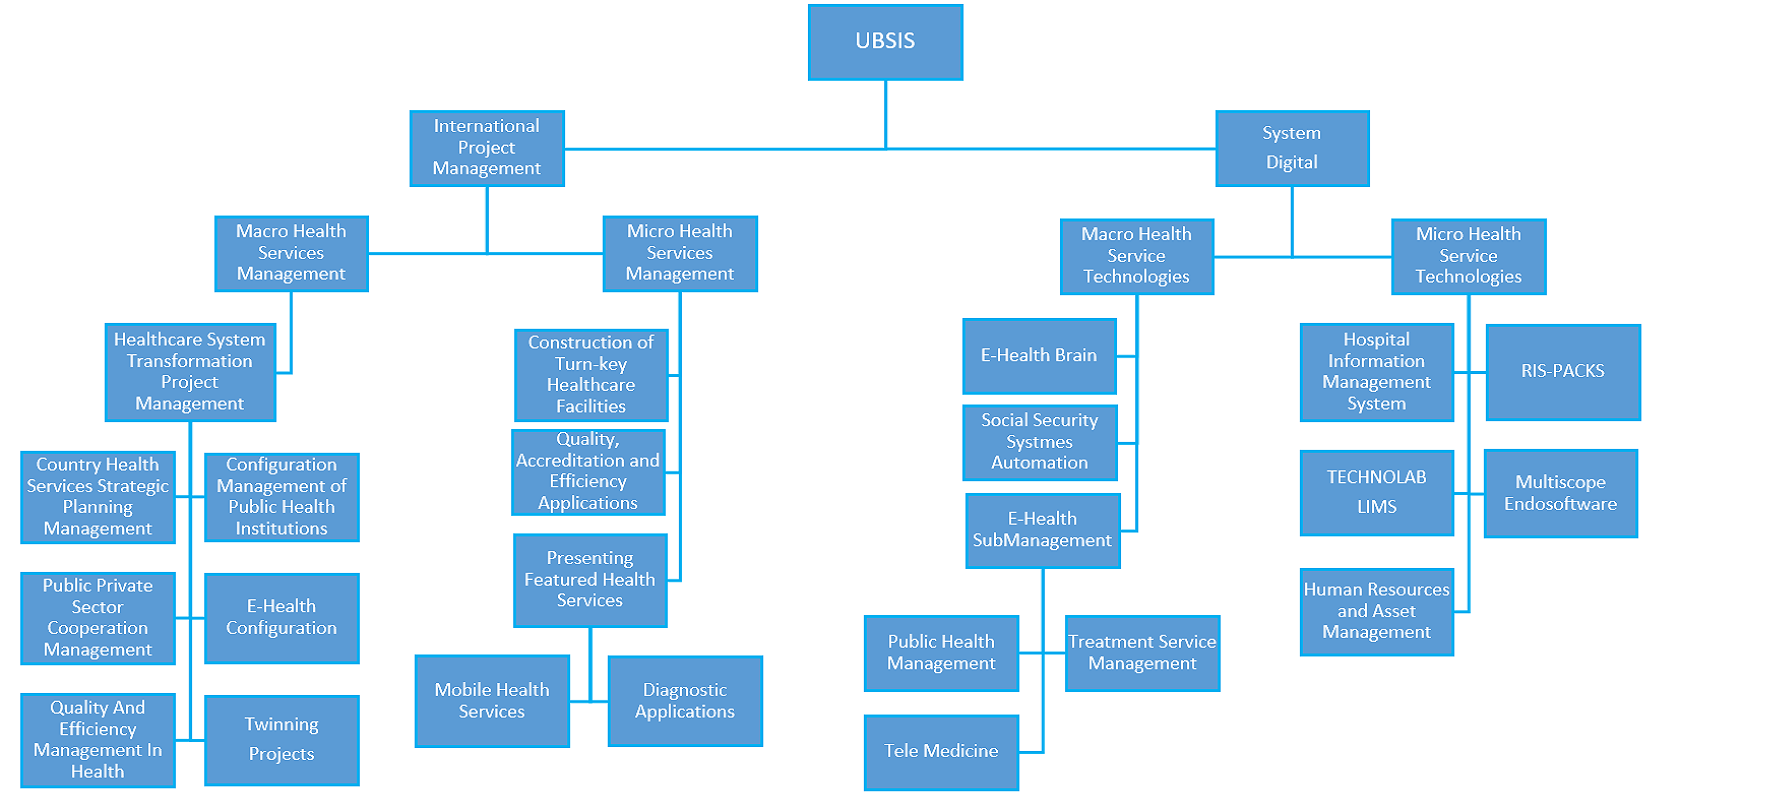 UBSIS
International
Project
Management
System
Digital
Macro Health
Services
Management
Micro Health
Services
Management
Macro Health
Service
Technologies
Micro Health
Service
Technologies
Healthcare System
Transformation
Project
Management
Construction of
Turn-key
Healthcare
Facilities
E-Health Brain
Hospital
Information
Management
System
RIS-PACKS
Quality,
Accreditation and
Efficiency
Applications
Social Security
Systmes
Automation
Country Health
Services Strategic
Planning
Management
Configuration
Management of
Public Health
Institutions
TECHNOLAB
LIMS
Multiscope
Endosoftware
E-Health
SubManagement
Presenting
Featured Health
Services
Public Private
Sector
Cooperation
Management
E-Health
Configuration
Human Resources
and Asset
Management
Public Health
Management
Treatment Service
Management
Mobile Health
Services
Diagnostic
Applications
Quality And
Efficiency
Management In
Health
Twinning
Projects
Tele Medicine